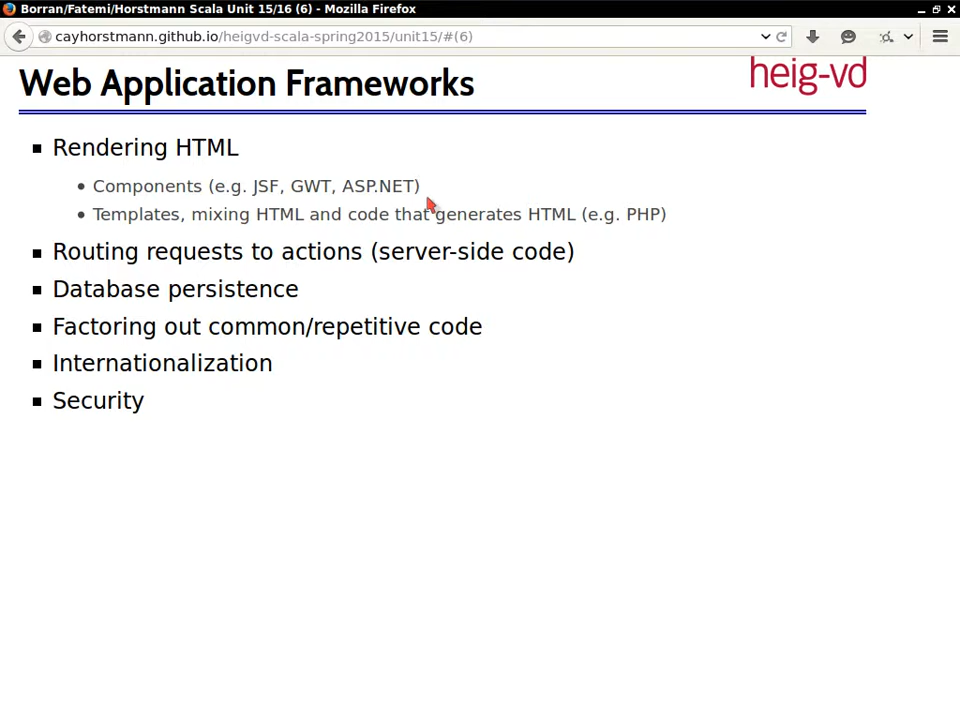 Borran/Fatemi/Horstmann Scala Unit 15/16 (6) - Mozilla Firefox
cayhorstmann.github.io/heigvd-scala-spring2015/unit15/#(6)
Web Application Frameworks
heig-vd
Rendering HTML
Components (e.g. JSF, GWT, ASP.NET)
Templates, mixing HTML and code that generates HTML (e.g. PHP)
Routing requests to actions (server-side code)
Database persistence
Factoring out common/repetitive code
Internationalization
Security